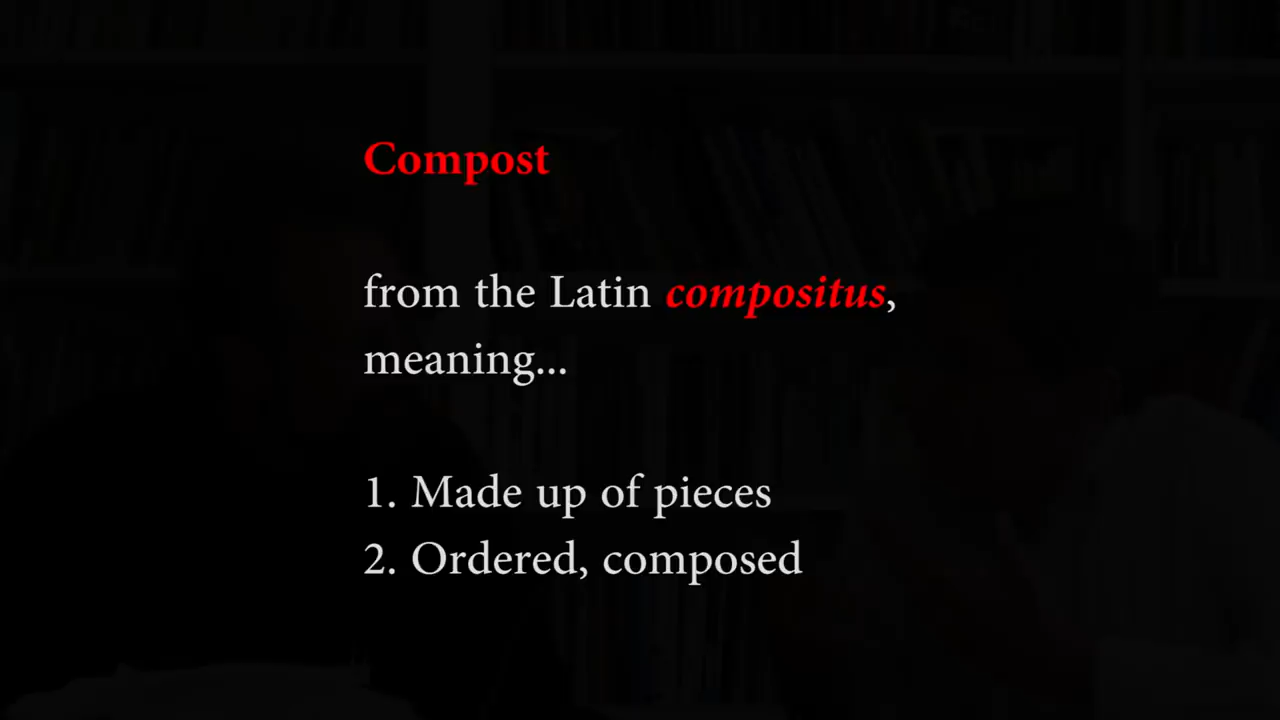 Compost
from the Latin compositus,
meaning...
1. Made up of pieces
2. Ordered, composed